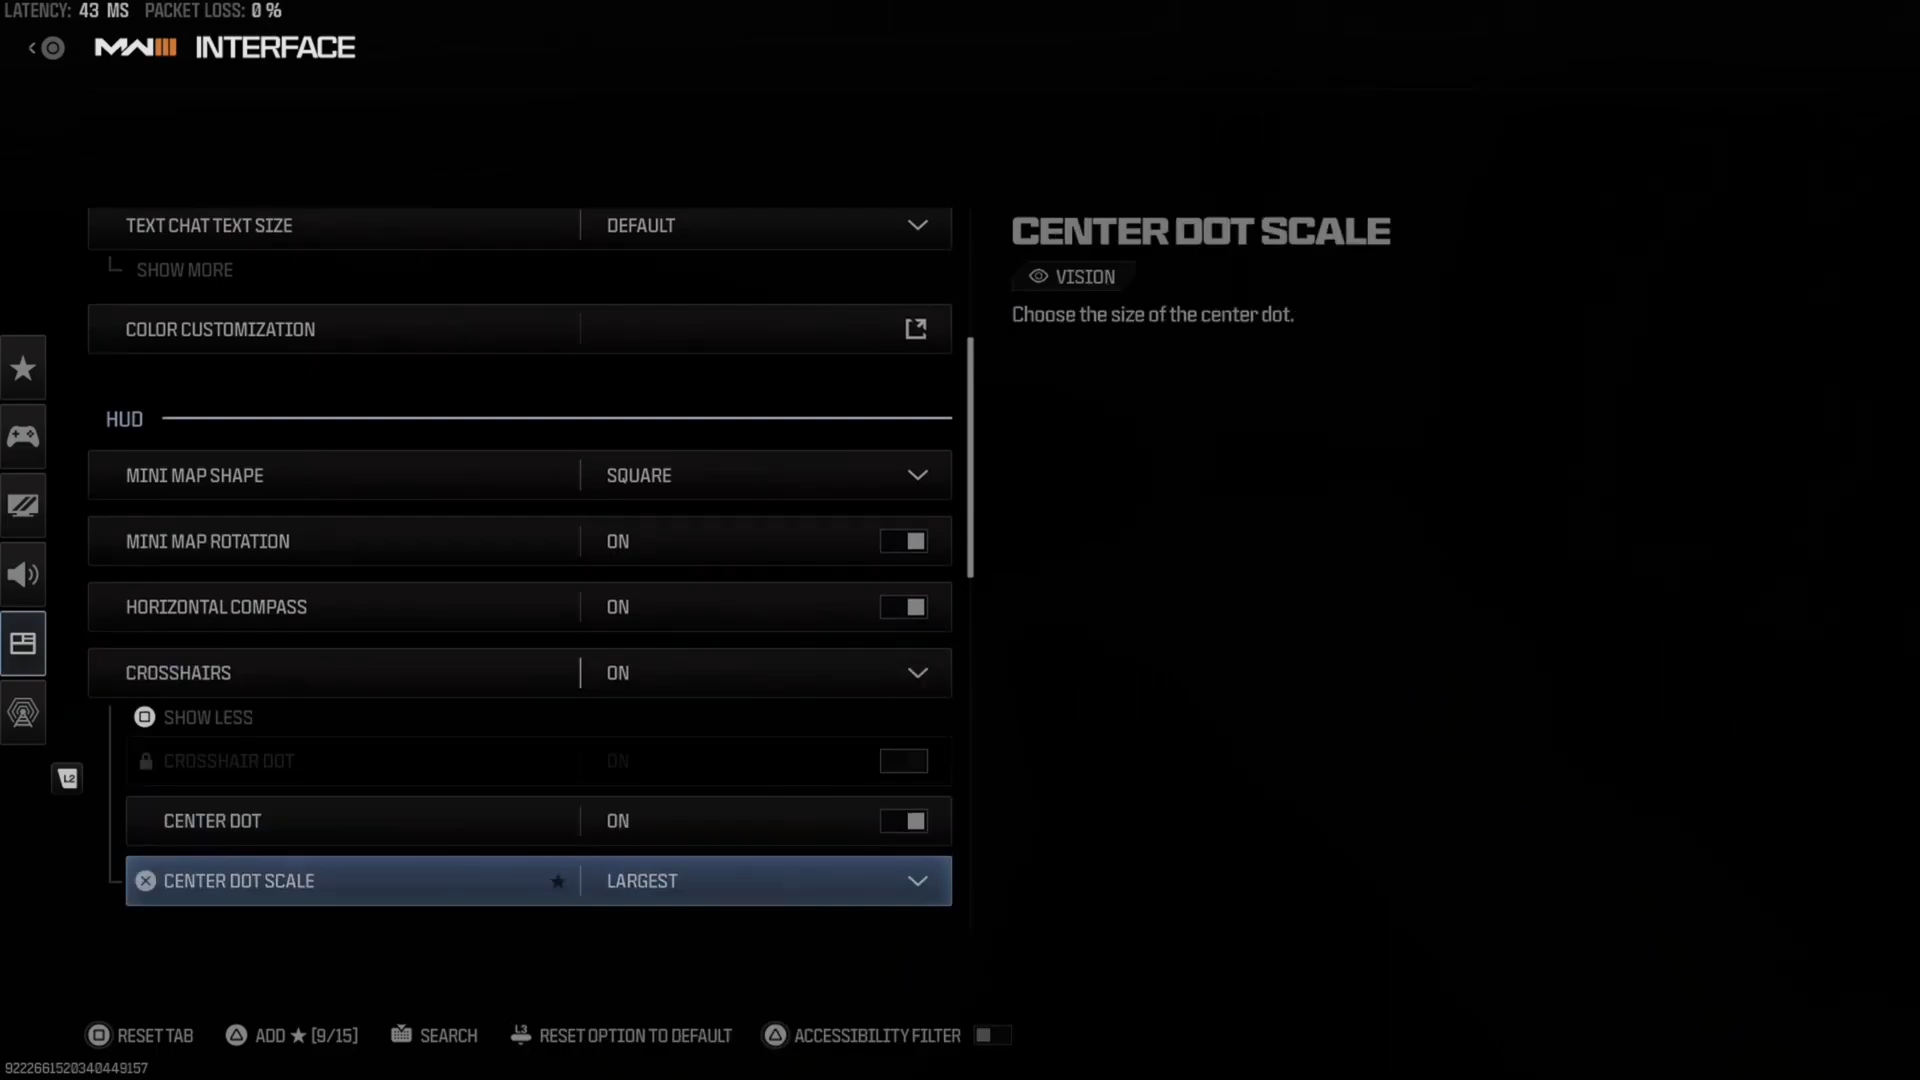 LATENCY: 43 MS PACKET LOSS: 0 %
MWIII INTERFACE
TEXT CHAT TEXT SIZE DEFAULT
SHOW MORE
COLOR CUSTOMIZATION
HUD
MINI MAP SHAPE SQUARE
MINI MAP ROTATION ON
HORIZONTAL COMPASS ON
CROSSHAIRS ON
SHOW LESS
CROSSHAIR DOT ON
L2
CENTER DOT ON
CENTER DOT SCALE LARGEST
CENTER DOT SCALE
VISION
Choose the size of the center dot.
RESET TAB ADD ★ [9/15] SEARCH L3 RESET OPTION TO DEFAULT ACCESSIBILITY FILTER
9222661520340449157